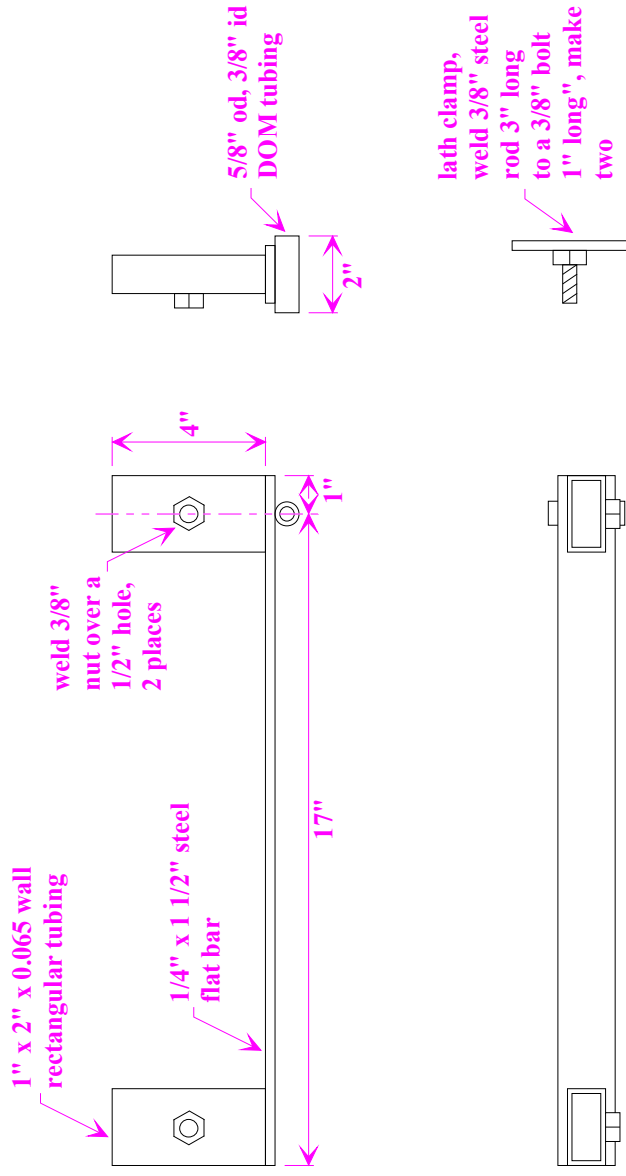 1" x 2" x 0.065 wall
rectangular tubing
weld 3/8"
nut over a
1/2" hole,
2 places
4"
1"
1/4" x 1 1/2" steel
flat bar
17"
5/8" od, 3/8" id
DOM tubing
2"
lath clamp,
weld 3/8" steel
rod 3" long
to a 3/8" bolt
1" long", make
two